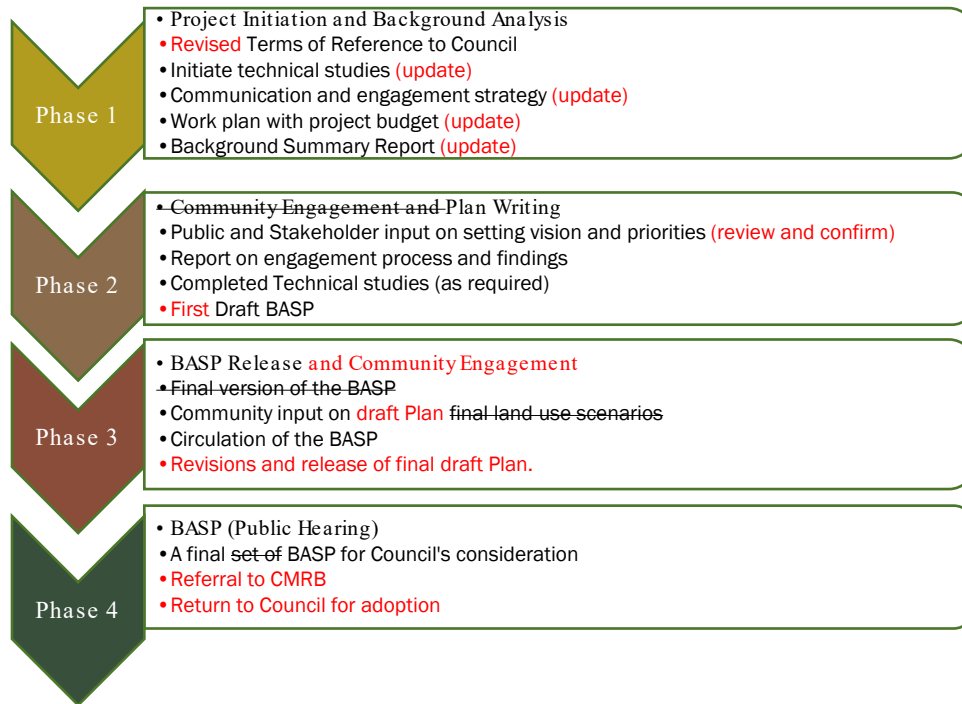 Phase 1
• Project Initiation and Background Analysis
• Revised Terms of Reference to Council
• Initiate technical studies (update)
• Communication and engagement strategy (update)
• Work plan with project budget (update)
• Background Summary Report (update)
Phase 2
• Community Engagement and Plan Writing
• Public and Stakeholder input on setting vision and priorities (review and confirm)
• Report on engagement process and findings
• Completed Technical studies (as required)
• First Draft BASP
Phase 3
• BASP Release and Community Engagement
• Final version of the BASP
• Community input on draft Plan final land use scenarios
• Circulation of the BASP
• Revisions and release of final draft Plan.
Phase 4
• BASP (Public Hearing)
• A final set of BASP for Council's consideration
• Referral to CMRB
• Return to Council for adoption